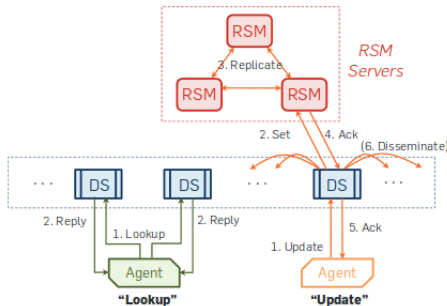 RSM
RSM
Servers
3. Replicate
RSM
RSM
2. Set
4. Ack
(6. Disseminate)
...
DS
...
DS
...
DS
...
2. Reply
1. Lookup
2. Reply
1. Update
5. Ack
Agent
Agent
"Lookup"
"Update"